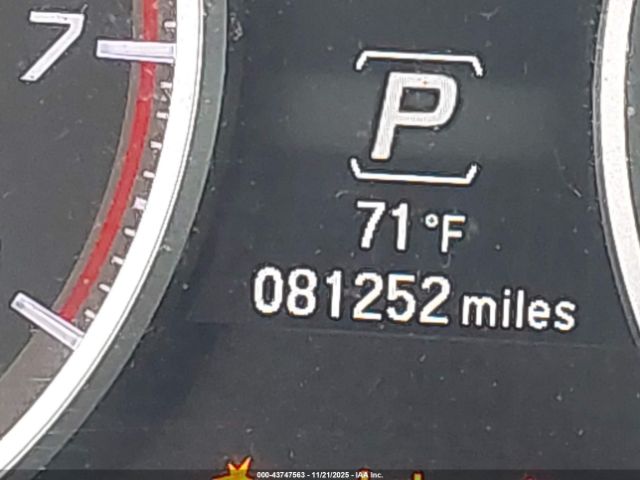 7
P
71 °F
081252 miles
000-43747563 - 11/21/2025 - IAA Inc.